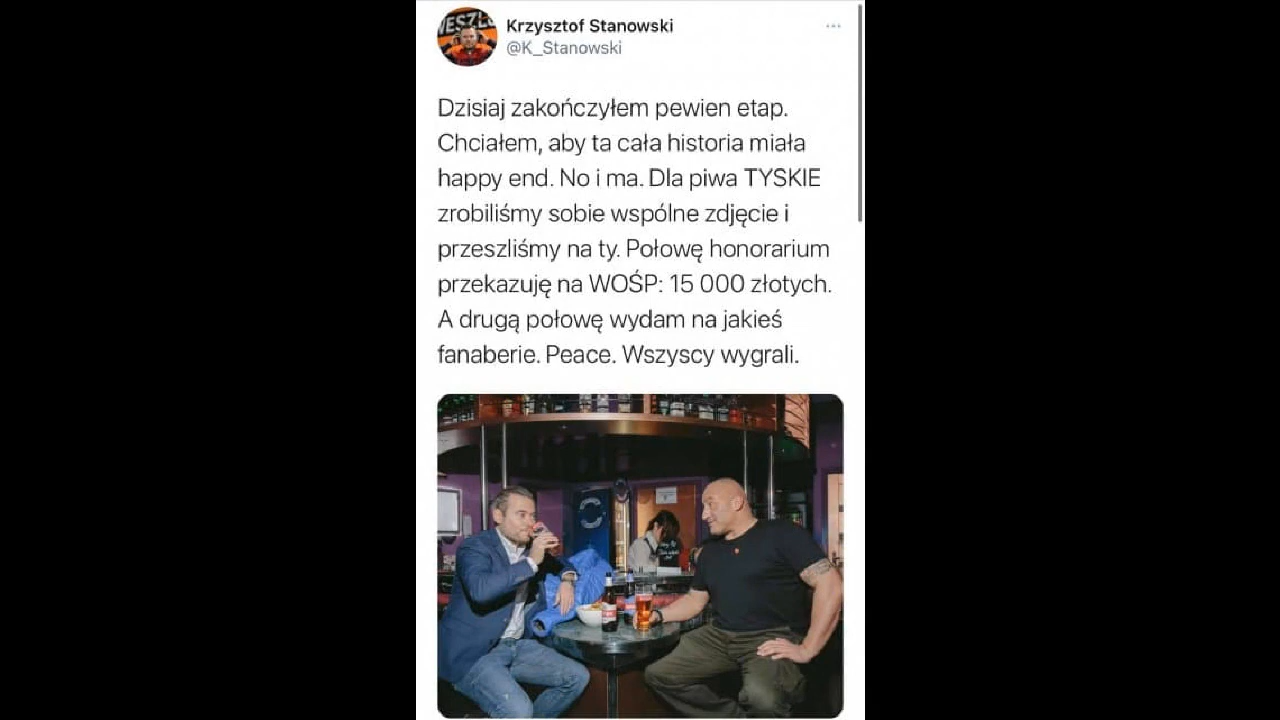 WESZŁO
Krzysztof Stanowski
@K_Stanowski
Dzisiaj zakończyłem pewien etap.
Chciałem, aby ta cała historia miała
happy end. No i ma. Dla piwa TYSKIE
zrobiliśmy sobie wspólne zdjęcie i
przeszliśmy na ty. Połowę honorarium
przekazuję na WOŚP: 15 000 złotych.
A drugą połowę wydam na jakieś
fanaberie. Peace. Wszyscy wygrali.